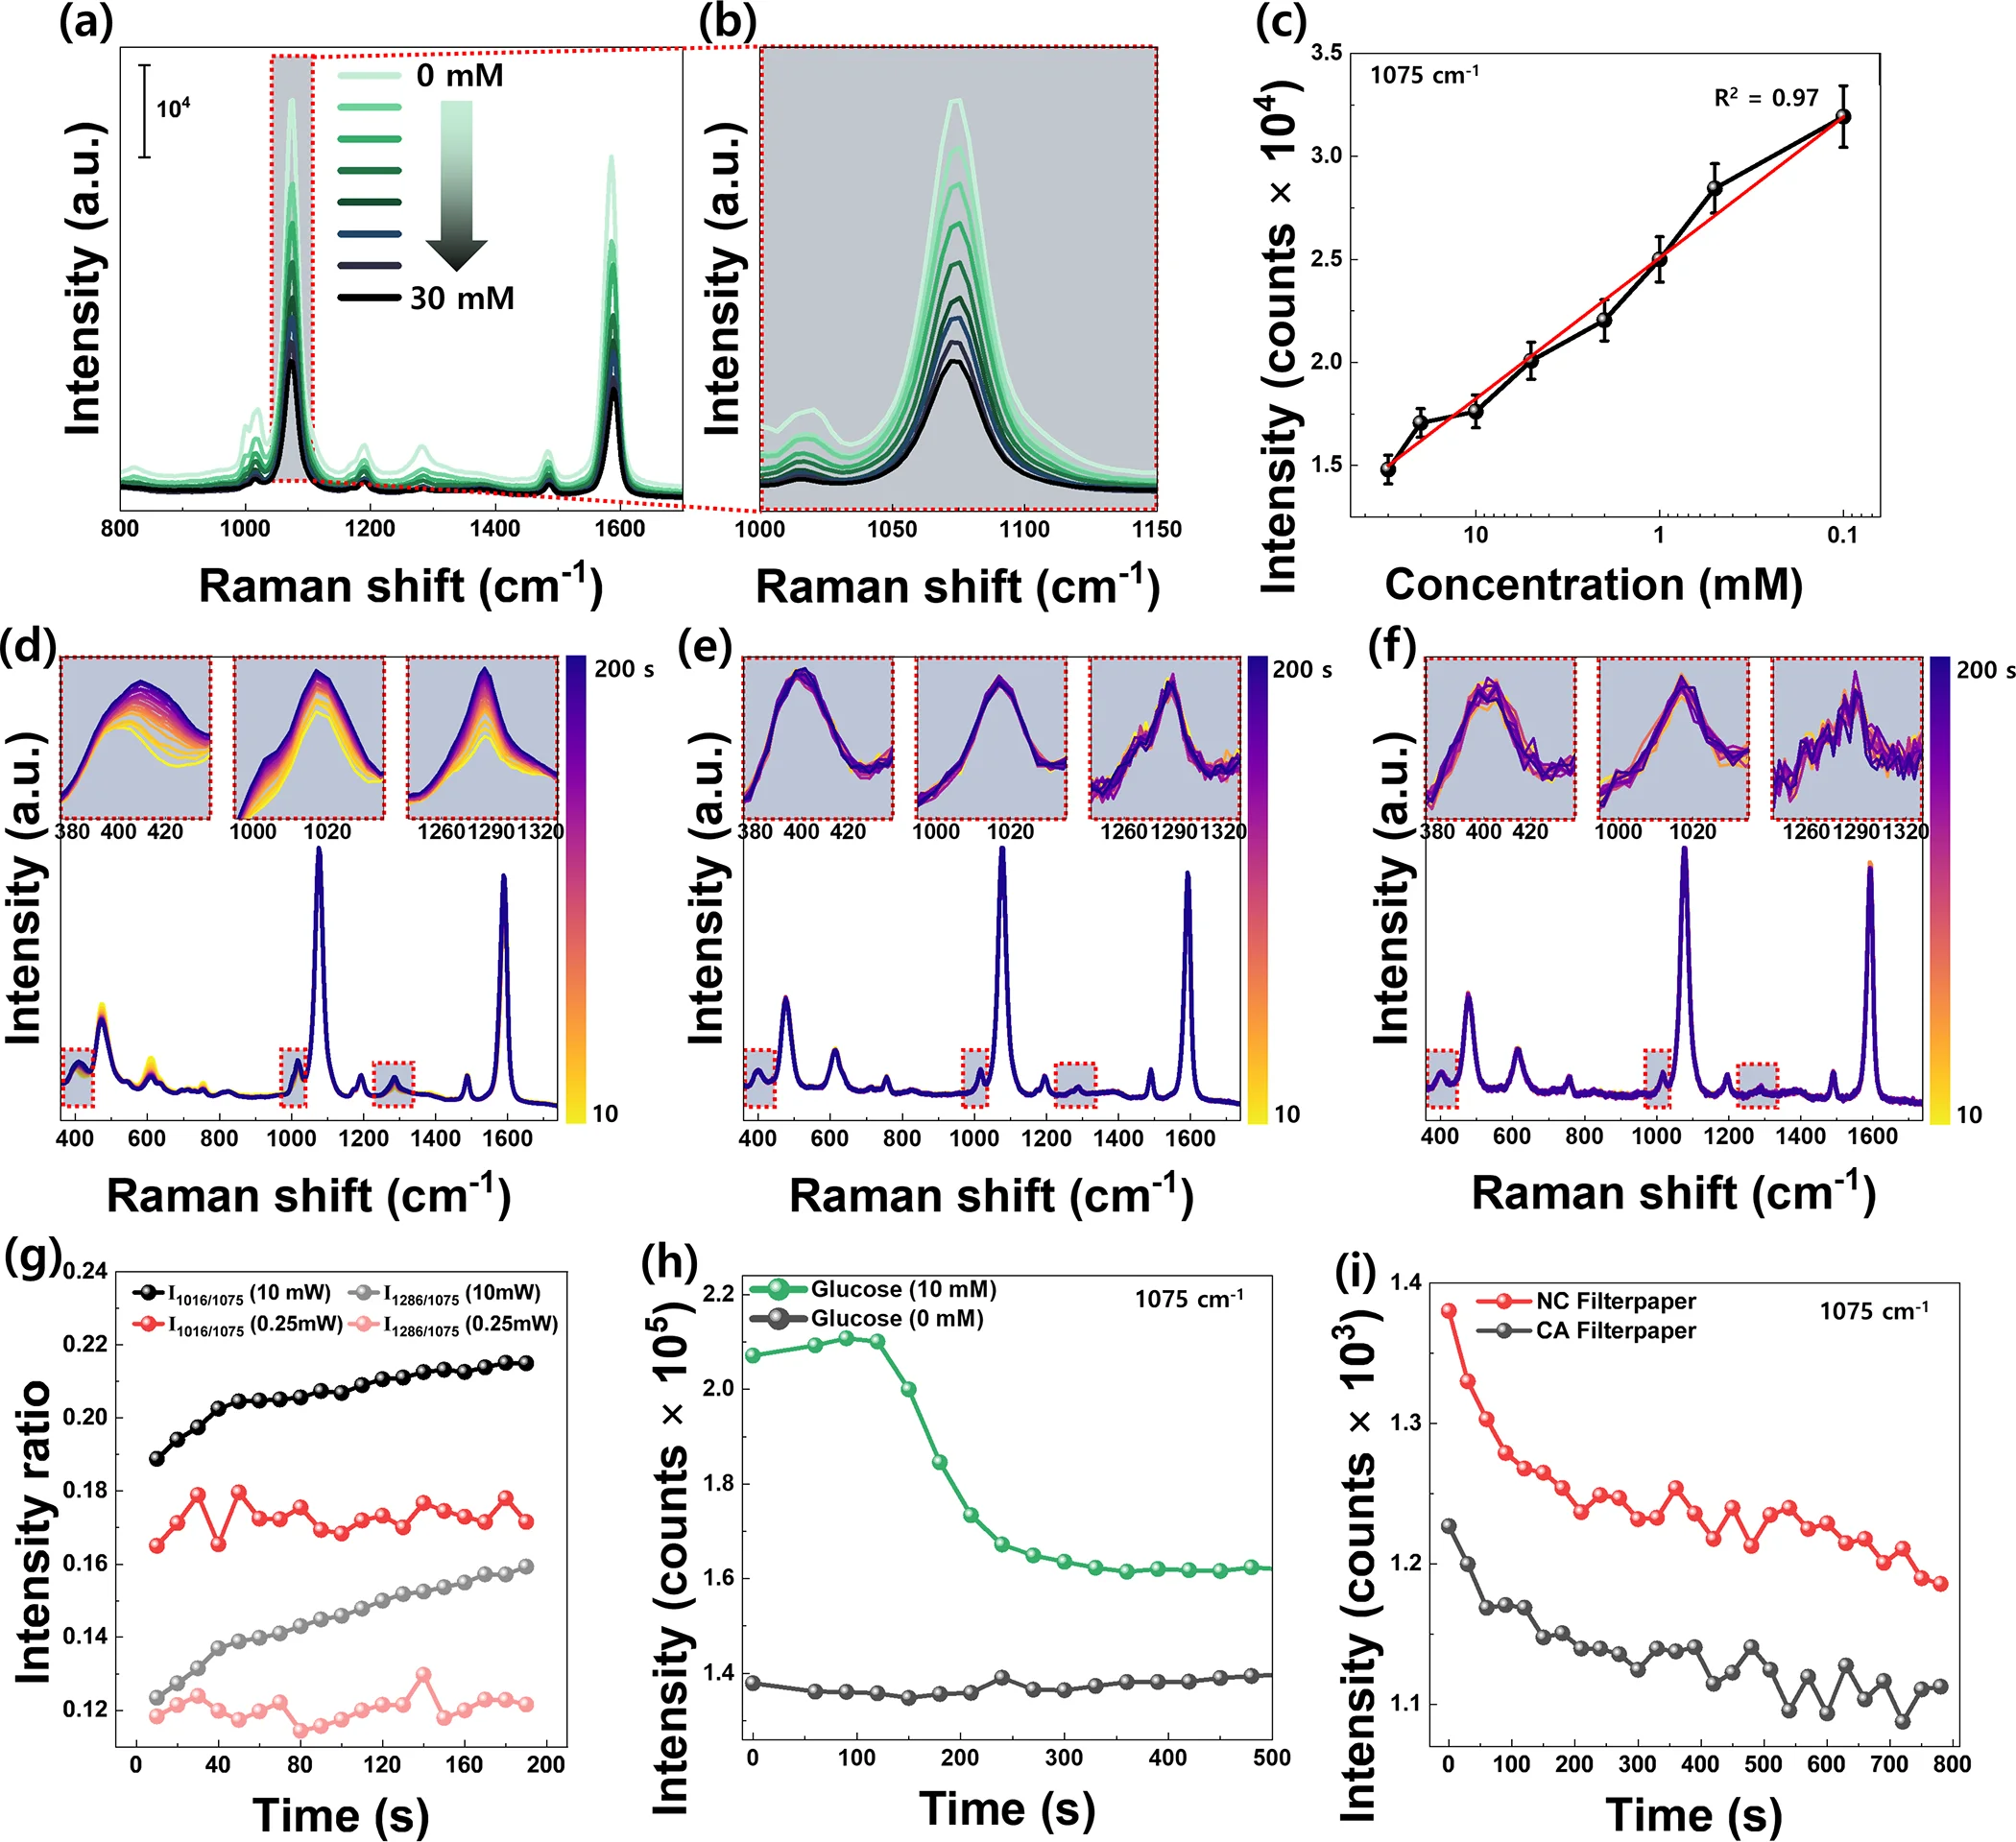 (a)
0 mM
30 mM
10⁴
Intensity (a.u.)
800 1000 1200 1400 1600
Raman shift (cm⁻¹)
(b)
Intensity (a.u.)
1000 1050 1100 1150
Raman shift (cm⁻¹)
(c)
1075 cm⁻¹
R² = 0.97
Intensity (counts × 10⁴)
3.5
3.0
2.5
2.0
1.5
10 1 0.1
Concentration (mM)
(d)
200 s
10
380 400 420
1000 1020
1260 1290 1320
Intensity (a.u.)
400 600 800 1000 1200 1400 1600
Raman shift (cm⁻¹)
(e)
200 s
10
380 400 420
1000 1020
1260 1290 1320
Intensity (a.u.)
400 600 800 1000 1200 1400 1600
Raman shift (cm⁻¹)
(f)
200 s
10
380 400 420
1000 1020
1260 1290 1320
Intensity (a.u.)
400 600 800 1000 1200 1400 1600
Raman shift (cm⁻¹)
(g)
I₁₀₁₆/₁₀₇₅ (10 mW) I₁₂₈₆/₁₀₇₅ (10mW)
I₁₀₁₆/₁₀₇₅ (0.25mW) I₁₂₈₆/₁₀₇₅ (0.25mW)
Intensity ratio
0.24
0.22
0.20
0.18
0.16
0.14
0.12
0 40 80 120 160 200
Time (s)
(h)
Glucose (10 mM)
Glucose (0 mM)
1075 cm⁻¹
Intensity (counts × 10⁵)
2.2
2.0
1.8
1.6
1.4
0 100 200 300 400 500
Time (s)
(i)
NC Filterpaper
CA Filterpaper
1075 cm⁻¹
Intensity (counts × 10³)
1.4
1.3
1.2
1.1
0 100 200 300 400 500 600 700 800
Time (s)